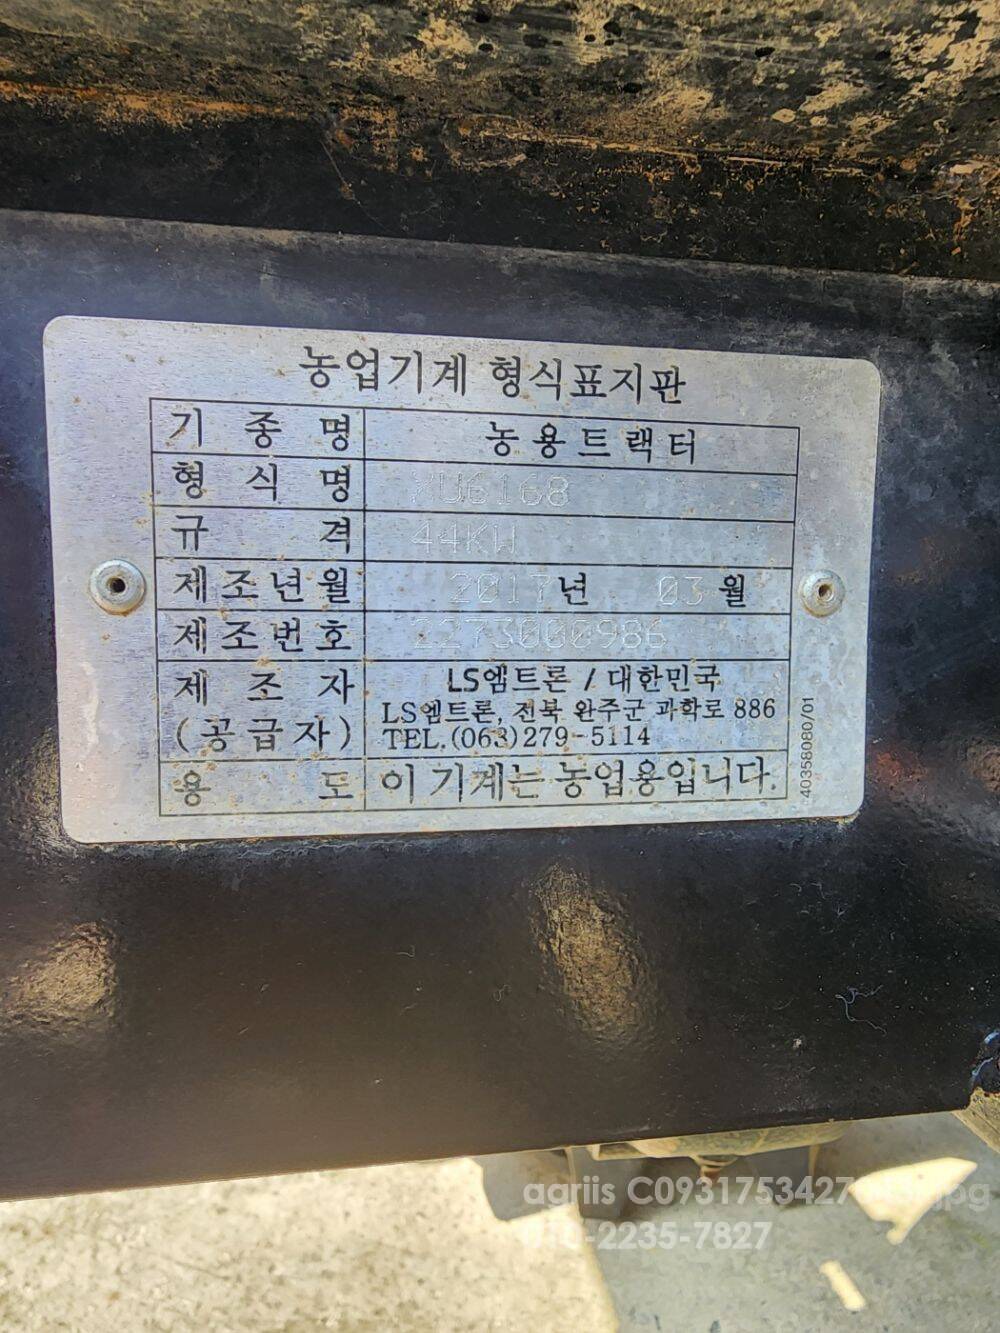 농업기계 형식표지판
기 종 명 농용트랙터
형 식 명 XU6168
규 격 44KW
제조년월 2017년 03월
제조번호 2273000986
제 조 자 LS엠트론 / 대한민국
(공급자) LS엠트론, 전북 완주군 과학로 886
TEL.(063)279-5114
용 도 이 기계는 농업용입니다.
40358080/01
agriis
-2235-7827